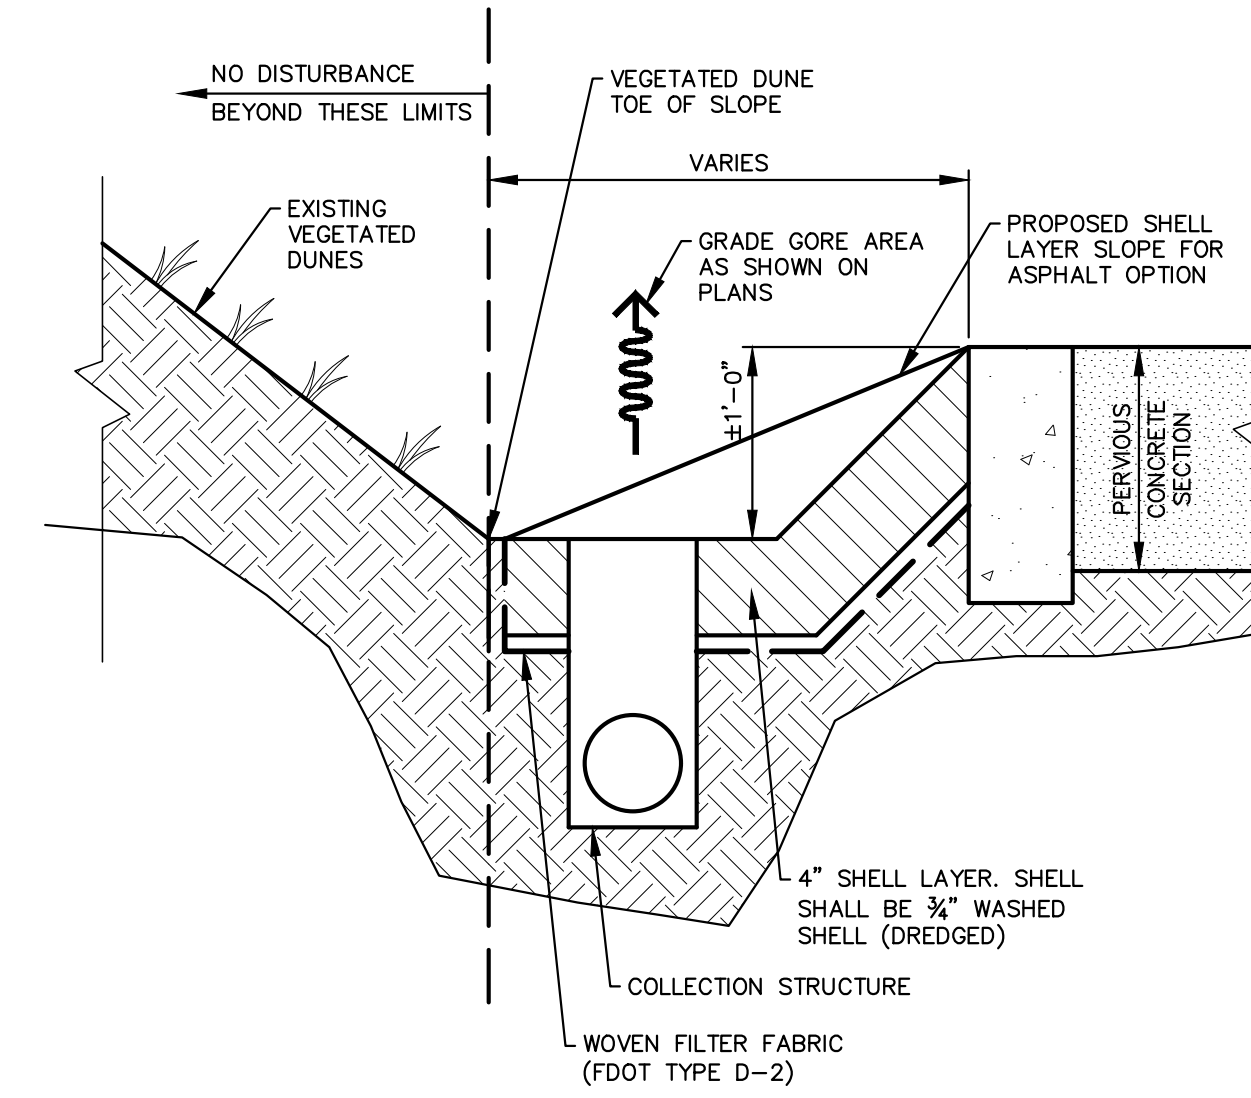 NO DISTURBANCE
BEYOND THESE LIMITS
VEGETATED DUNE
TOE OF SLOPE
VARIES
EXISTING
VEGETATED
DUNES
GRADE GORE AREA
AS SHOWN ON
PLANS
PROPOSED SHELL
LAYER SLOPE FOR
ASPHALT OPTION
±1'-0"
PERVIOUS
CONCRETE
SECTION
4" SHELL LAYER. SHELL
SHALL BE ¾" WASHED
SHELL (DREDGED)
COLLECTION STRUCTURE
WOVEN FILTER FABRIC
(FDOT TYPE D-2)